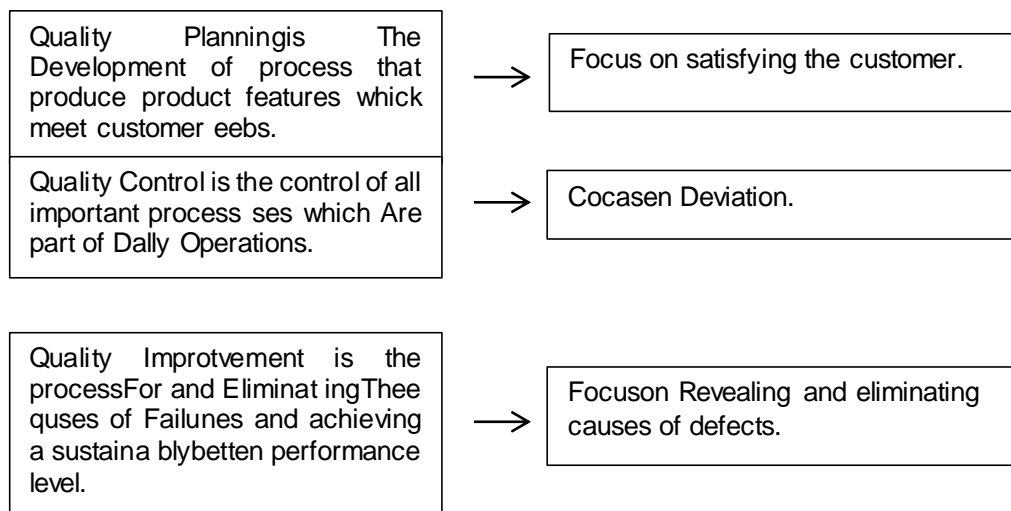 Quality Planningis The
Development of process that
produce product features whick
meet customer eebs.
Focus on satisfying the customer.
Quality Control is the control of all
important process ses which Are
part of Dally Operations.
Cocasen Deviation.
Quality Improtvement is the
processFor and Eliminat ingThee
quses of Failunes and achieving
a sustaina blybetten performance
level.
Focuson Revealing and eliminating
causes of defects.